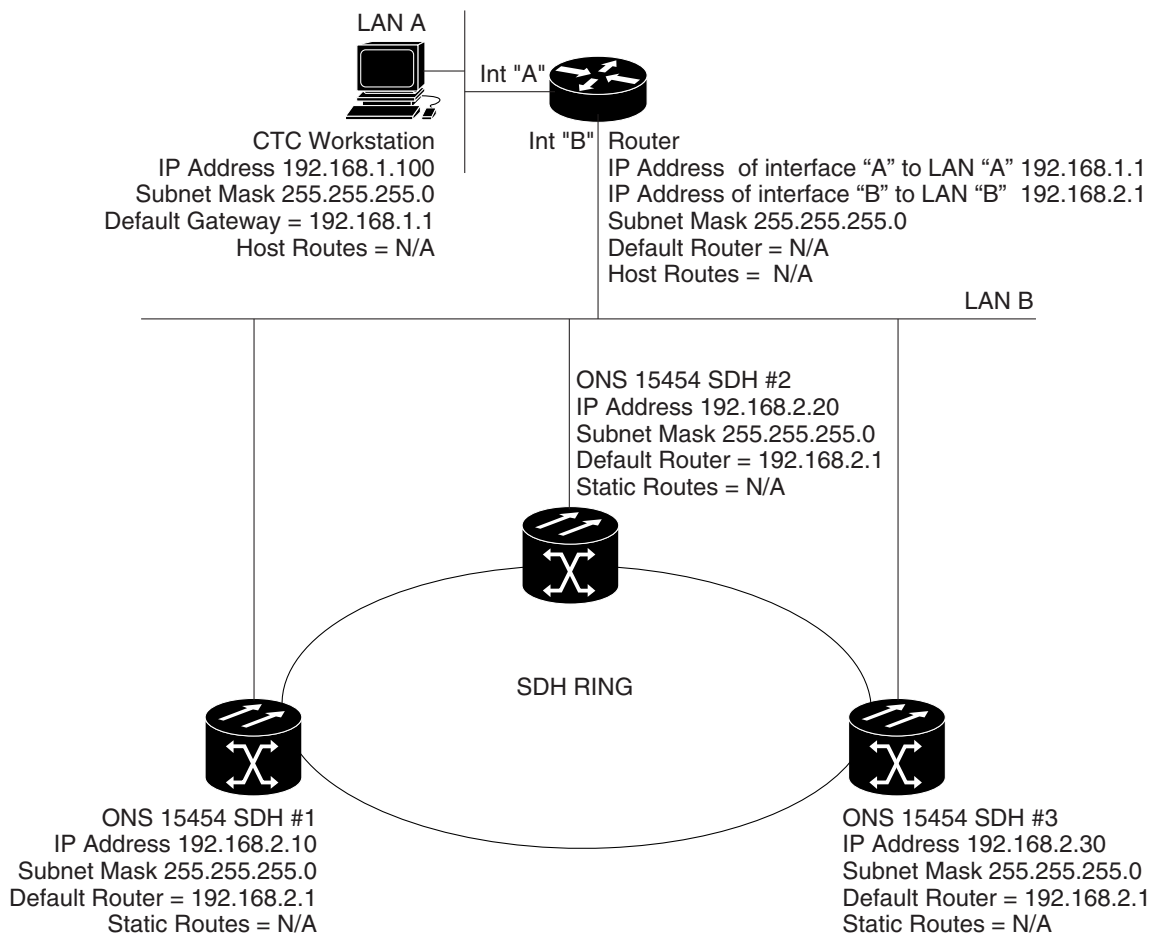 LAN A
Int "A"
CTC Workstation
IP Address 192.168.1.100
Subnet Mask 255.255.255.0
Default Gateway = 192.168.1.1
Host Routes = N/A
Int "B"
Router
IP Address of interface “A” to LAN “A” 192.168.1.1
IP Address of interface “B” to LAN “B” 192.168.2.1
Subnet Mask 255.255.255.0
Default Router = N/A
Host Routes = N/A
LAN B
ONS 15454 SDH #2
IP Address 192.168.2.20
Subnet Mask 255.255.255.0
Default Router = 192.168.2.1
Static Routes = N/A
SDH RING
ONS 15454 SDH #1
IP Address 192.168.2.10
Subnet Mask 255.255.255.0
Default Router = 192.168.2.1
Static Routes = N/A
ONS 15454 SDH #3
IP Address 192.168.2.30
Subnet Mask 255.255.255.0
Default Router = 192.168.2.1
Static Routes = N/A